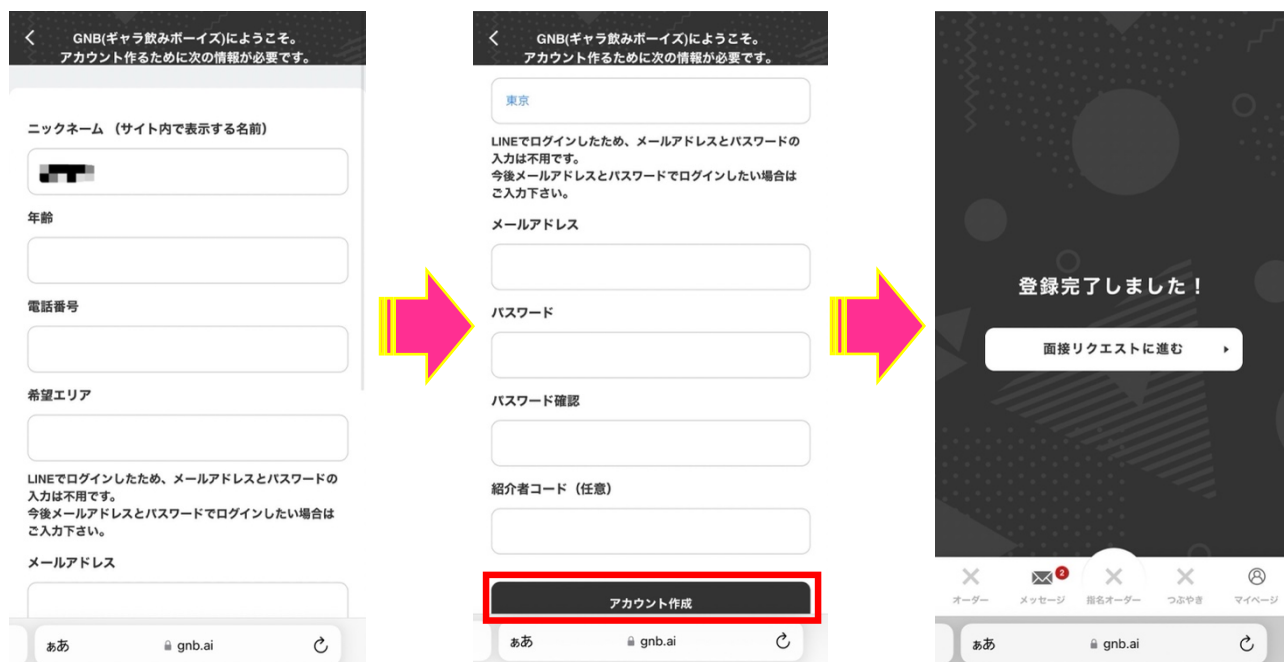 GNB(ギャラ飲みボーイズ)にようこそ。
アカウント作るために次の情報が必要です。
ニックネーム （サイト内で表示する名前）
年齢
電話番号
希望エリア
LINEでログインしたため、メールアドレスとパスワードの
入力は不用です。
今後メールアドレスとパスワードでログインしたい場合は
ご入力下さい。
メールアドレス
ぁあ
gnb.ai
GNB(ギャラ飲みボーイズ)にようこそ。
アカウント作るために次の情報が必要です。
東京
LINEでログインしたため、メールアドレスとパスワードの
入力は不用です。
今後メールアドレスとパスワードでログインしたい場合は
ご入力下さい。
メールアドレス
パスワード
パスワード確認
紹介者コード（任意）
アカウント作成
ぁあ
gnb.ai
登録完了しました！
面接リクエストに進む
2
オーダー メッセージ 指名オーダー つぶやき マイページ
ぁあ
gnb.ai